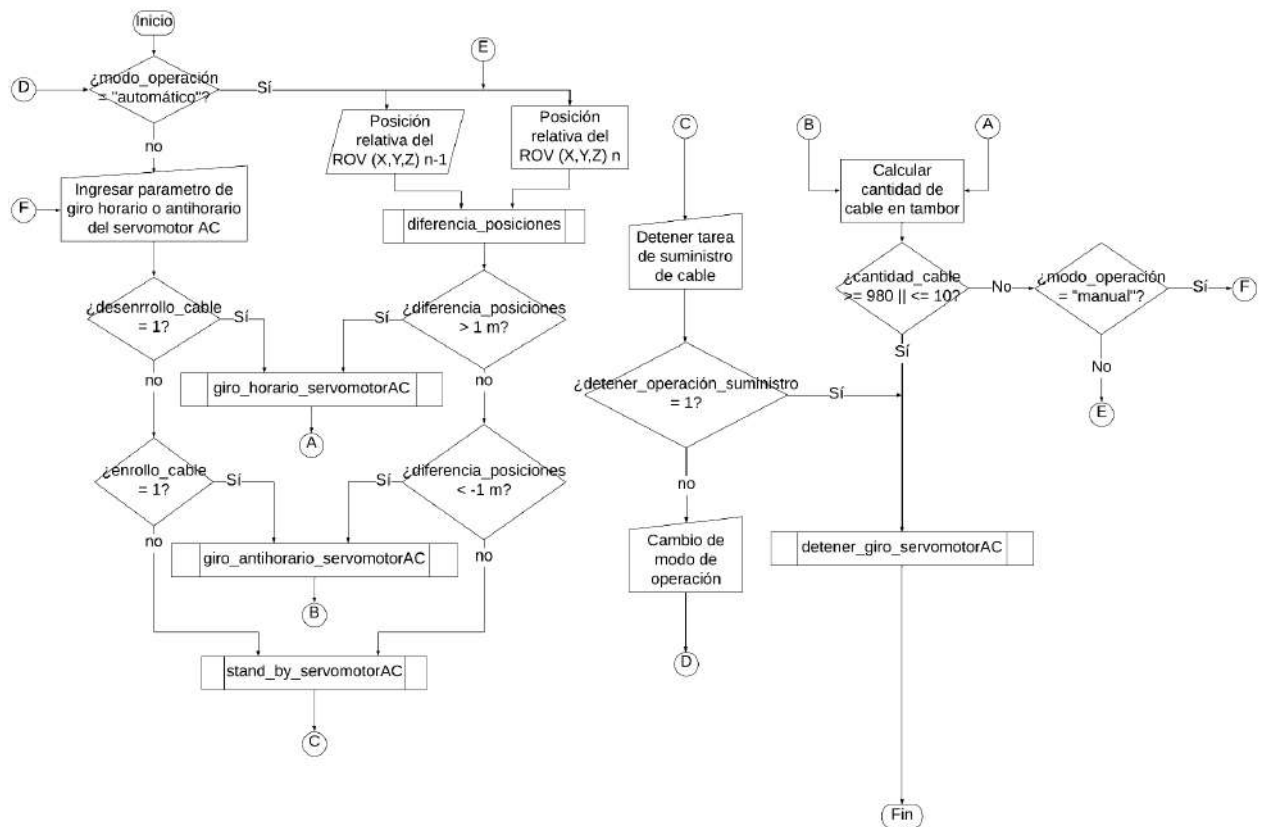 Inicio
D
¿modo_operación
= "automático"?
Sí
E
no
Posición
relativa del
ROV (X,Y,Z) n-1
Posición
relativa del
ROV (X,Y,Z) n
F
Ingresar parametro de
giro horario o antihorario
del servomotor AC
diferencia_posiciones
¿desenrrollo_cable
= 1?
Sí
Sí
¿diferencia_posiciones
> 1 m?
no
giro_horario_servomotorAC
no
A
¿enrollo_cable
= 1?
Sí
Sí
¿diferencia_posiciones
< -1 m?
no
giro_antihorario_servomotorAC
no
B
stand_by_servomotorAC
C
C
Detener tarea
de suministro
de cable
¿detener_operación_suministro
= 1?
Sí
no
Cambio de
modo de
operación
D
B
A
Calcular
cantidad de
cable en tambor
¿cantidad_cable
>= 980 || <= 10?
No
¿modo_operación
= "manual"?
Sí
F
Sí
No
E
detener_giro_servomotorAC
Fin